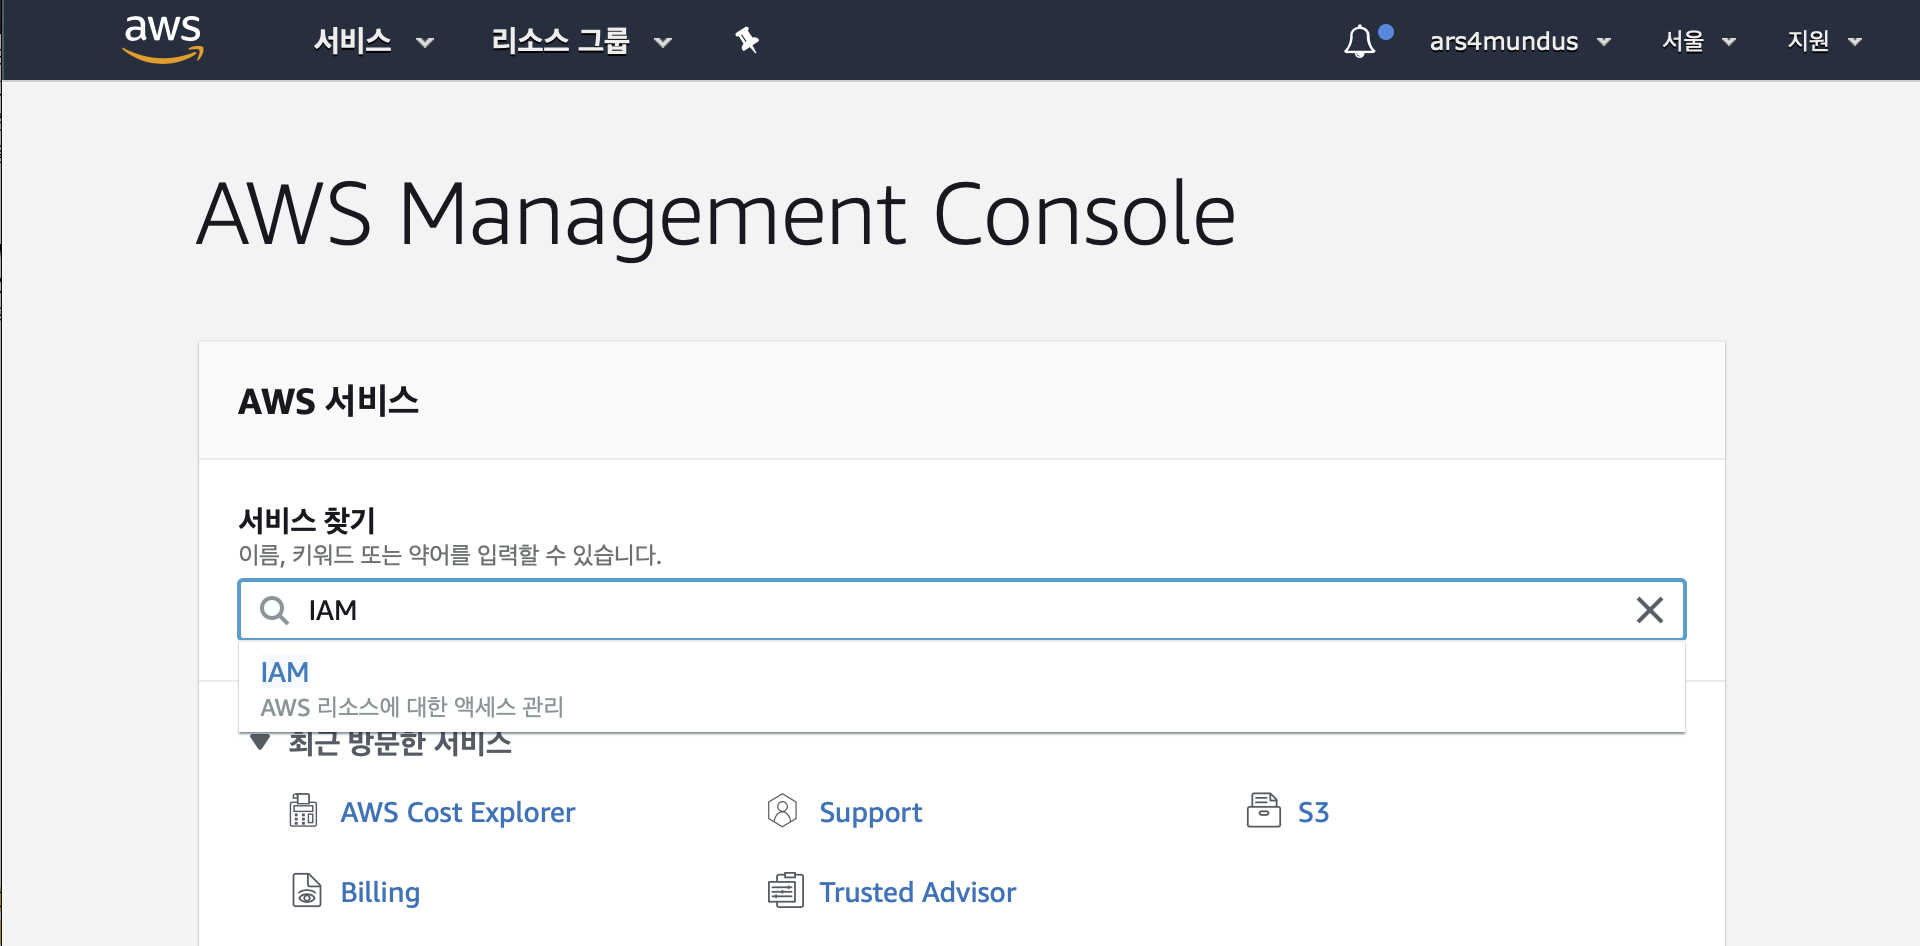 aws 서비스 리소스 그룹 ars4mundus 서울 지원
AWS Management Console
AWS 서비스
서비스 찾기
이름, 키워드 또는 약어를 입력할 수 있습니다.
IAM
IAM
AWS 리소스에 대한 액세스 관리
최근 방문한 서비스
AWS Cost Explorer Support S3
Billing Trusted Advisor